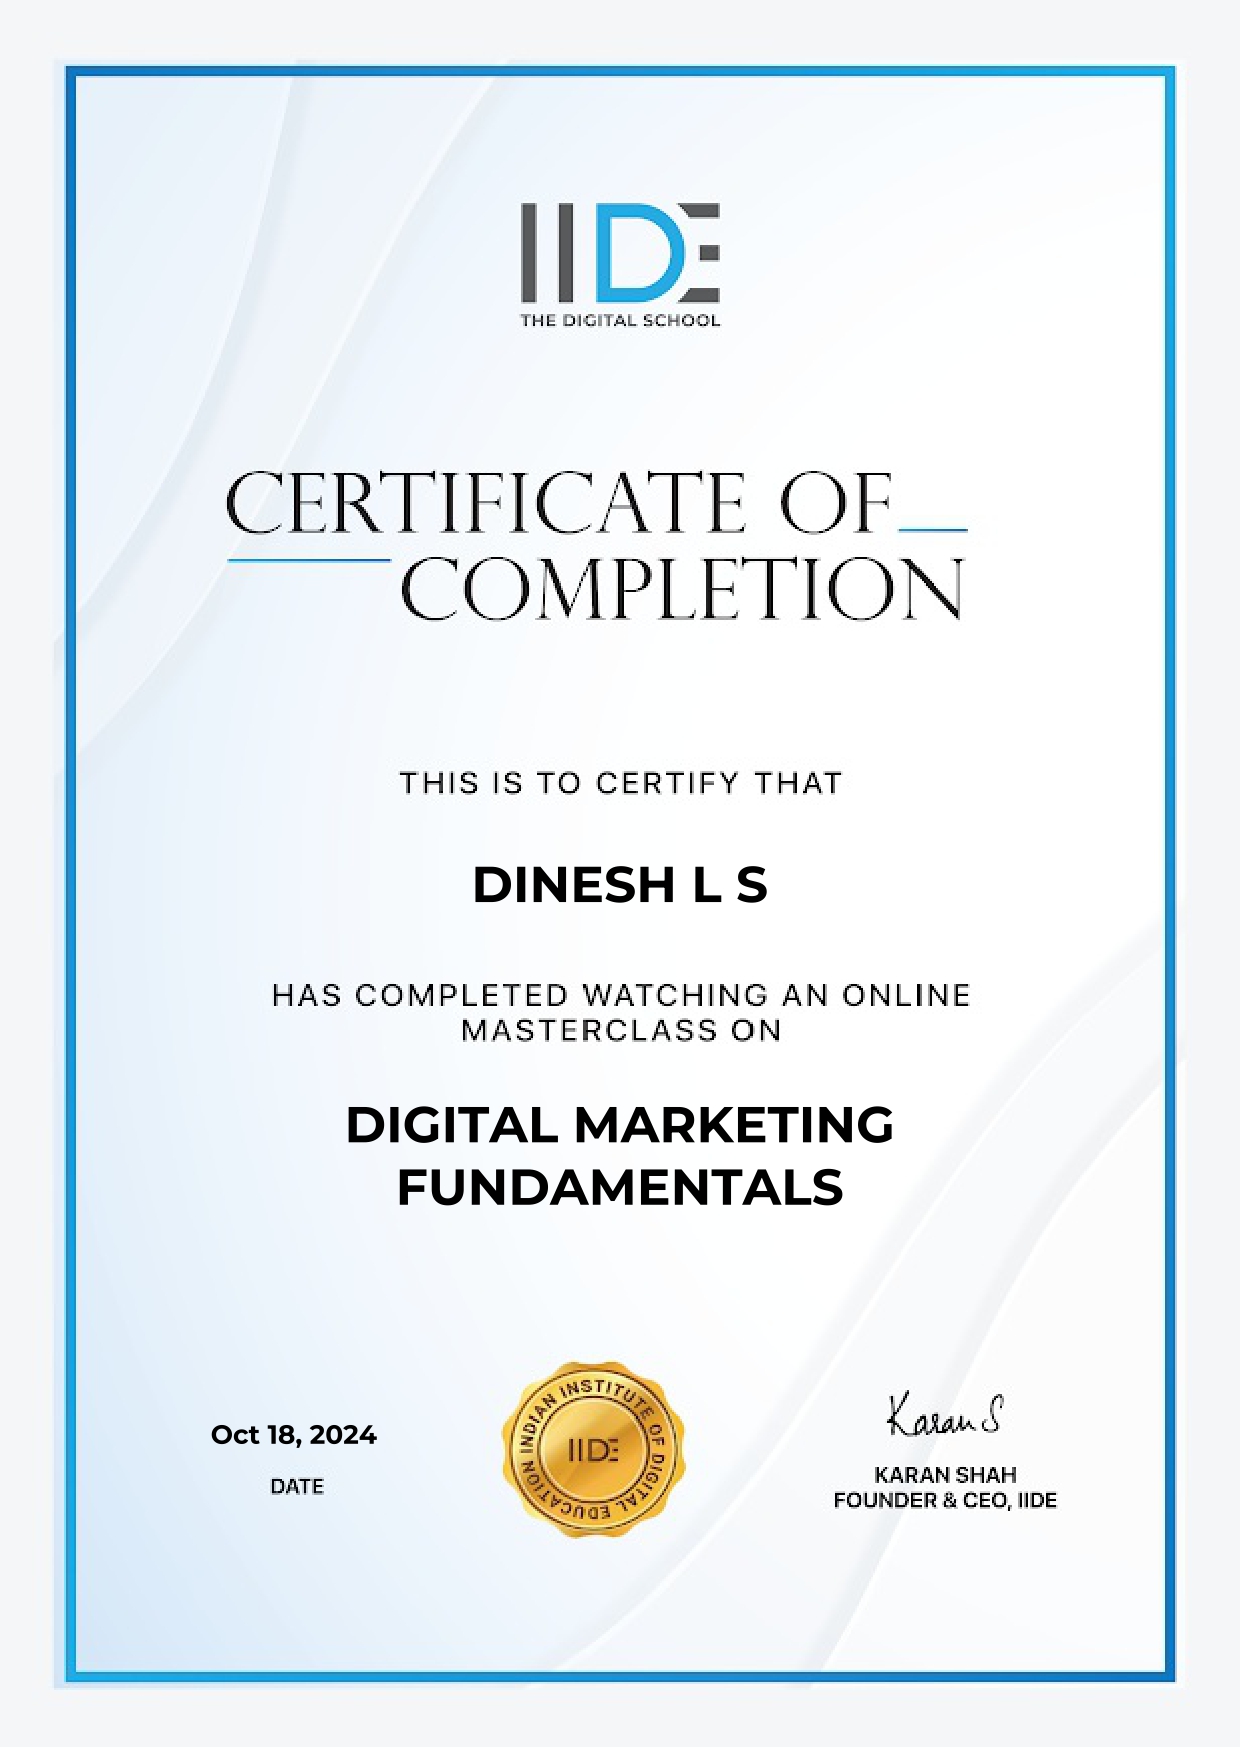 IIDE
THE DIGITAL SCHOOL
CERTIFICATE OF
COMPLETION
THIS IS TO CERTIFY THAT
DINESH L S
HAS COMPLETED WATCHING AN ONLINE
MASTERCLASS ON
DIGITAL MARKETING
FUNDAMENTALS
Oct 18, 2024
DATE
INDIAN INSTITUTE OF DIGITAL EDUCATION
IIDE
Karan S
KARAN SHAH
FOUNDER & CEO, IIDE